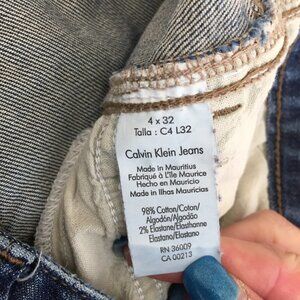 4 x 32
Talla : C4 L32
Calvin Klein Jeans
Made in Mauritius
Fabriqué à L'Île Maurice
Hecho en Mauricio
Made in Ilhas Mauricias
98% Cotton/Coton/
Algodón/Algodão
2% Elastane/Elasthanne
Elastano/Elastano
RN 36009
CA 00213